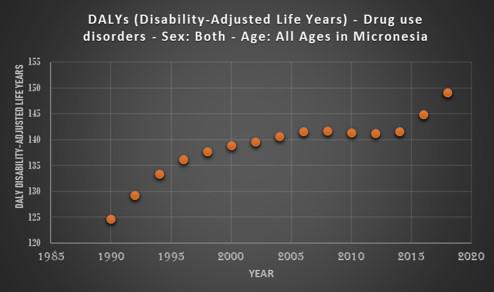 DALYs (Disability-Adjusted Life Years) - Drug use
disorders - Sex: Both - Age: All Ages in Micronesia
DALY DISABILITY-ADJUSTED LIFE YEARS
155
150
145
140
135
130
125
120
1985 1990 1995 2000 2005 2010 2015 2020
YEAR